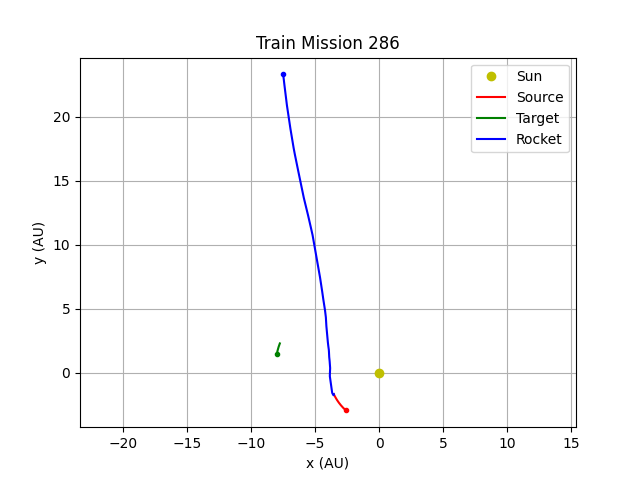 Train Mission 286
Sun
Source
Target
Rocket
20
15
10
5
0
y (AU)
−20
−15
−10
−5
0
5
10
15
x (AU)